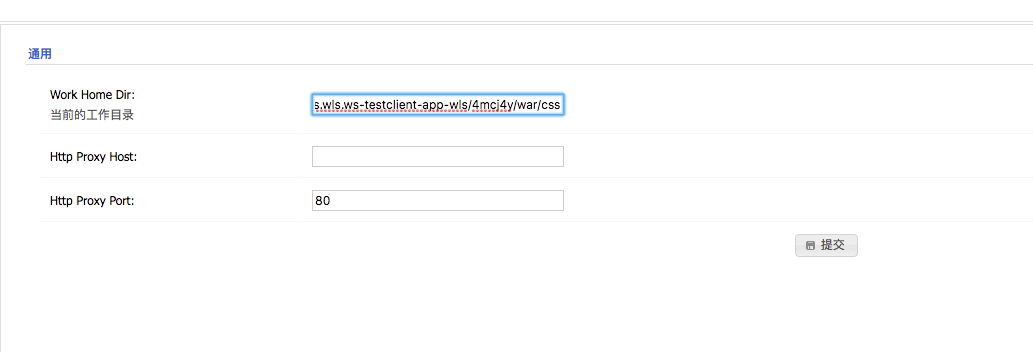 通用
Work Home Dir:
当前的工作目录
s.wls.ws-testclient-app-wls/4mcj4y/war/css
Http Proxy Host:
Http Proxy Port:
80
提交